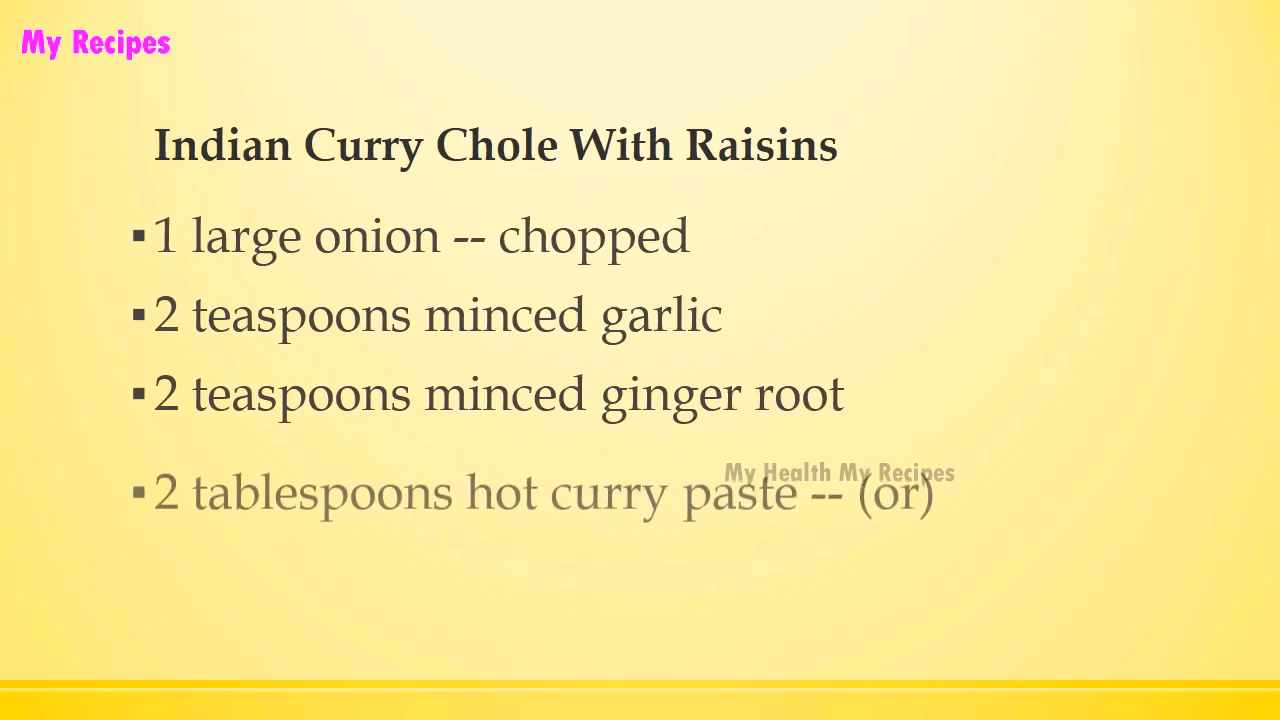 My Recipes
Indian Curry Chole With Raisins
▪ 1 large onion -- chopped
▪ 2 teaspoons minced garlic
▪ 2 teaspoons minced ginger root
My Health My Recipes
▪ 2 tablespoons hot curry paste -- (or)